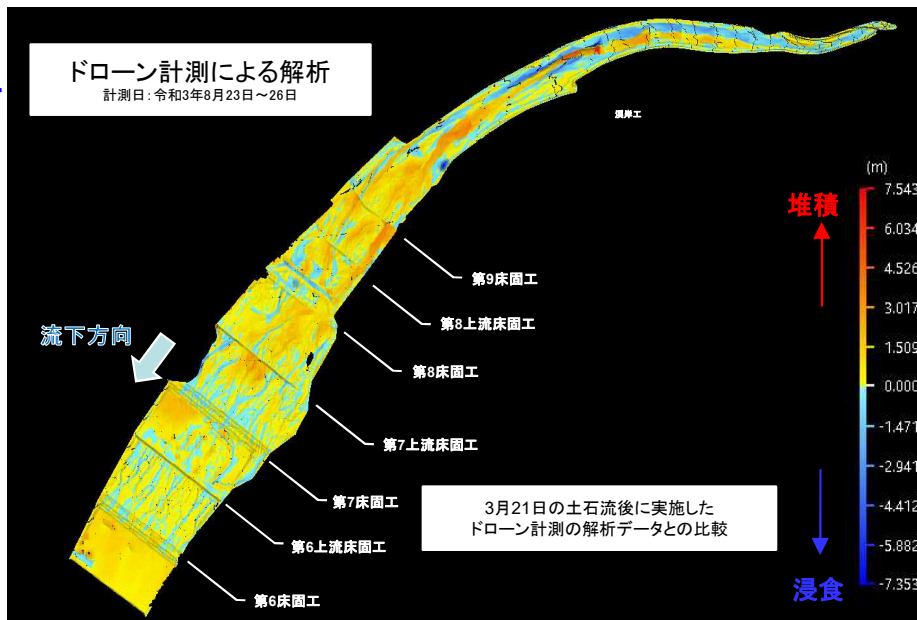 ドローン計測による解析
計測日：令和3年8月23日～26日
渓岸工
(m)
7.543
堆積
6.034
4.526
3.017
1.509
0.000
-1.471
-2.941
-4.412
-5.882
-7.353
浸食
第9床固工
第8上流床固工
流下方向
第8床固工
第7上流床固工
第7床固工
3月21日の土石流後に実施した
ドローン計測の解析データとの比較
第6上流床固工
第6床固工